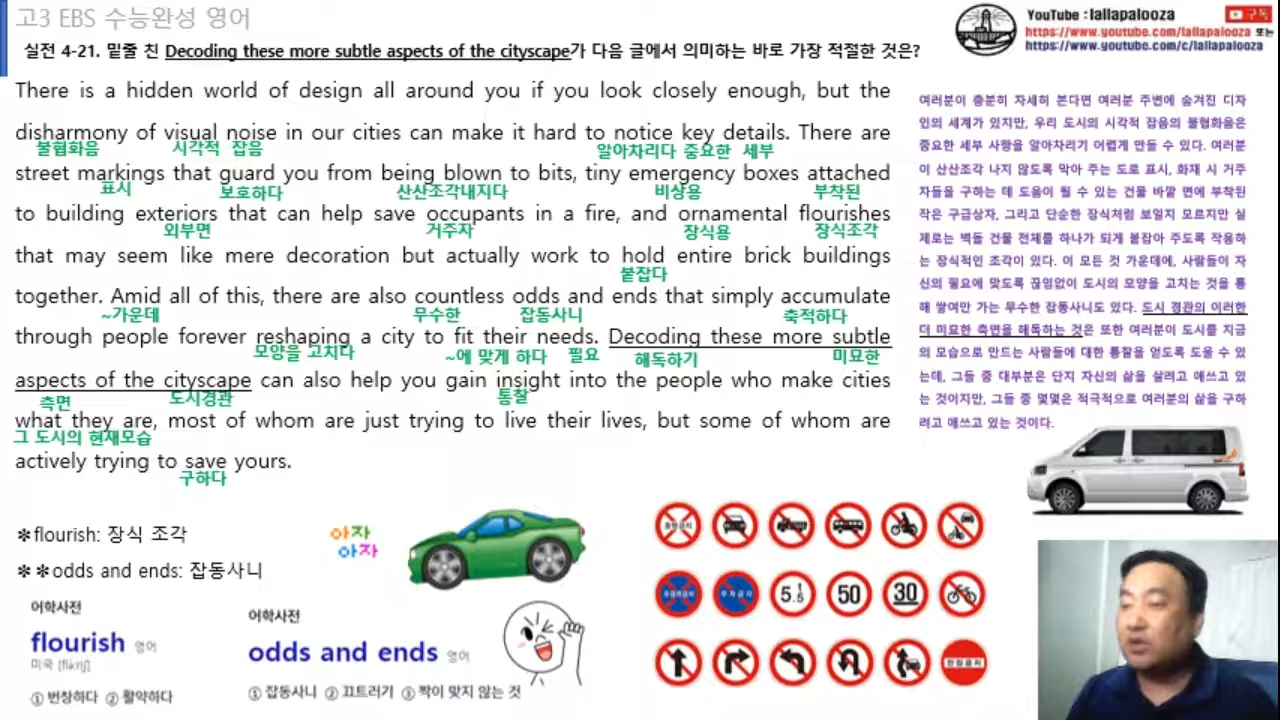 고3 EBS 수능완성 영어
실전 4-21. 밑줄 친 Decoding these more subtle aspects of the cityscape가 다음 글에서 의미하는 바로 가장 적절한 것은?
YouTube : lallapalooza
구독
https://www.youtube.com/lallapalooza 또는
https://www.youtube.com/c/lallapalooza
There is a hidden world of design all around you if you look closely enough, but the
disharmony of visual noise in our cities can make it hard to notice key details. There are
불협화음 시각적 잡음 알아차리다 중요한 세부
street markings that guard you from being blown to bits, tiny emergency boxes attached
표시 보호하다 산산조각내지다 비상용 부착된
to building exteriors that can help save occupants in a fire, and ornamental flourishes
외부면 거주자 장식용 장식조각
that may seem like mere decoration but actually work to hold entire brick buildings
붙잡다
together. Amid all of this, there are also countless odds and ends that simply accumulate
~가운데 무수한 잡동사니 축적하다
through people forever reshaping a city to fit their needs. Decoding these more subtle
모양을 고치다 ~에 맞게 하다 필요 해독하기 미묘한
aspects of the cityscape can also help you gain insight into the people who make cities
측면 도시경관 통찰
what they are, most of whom are just trying to live their lives, but some of whom are
그 도시의 현재모습
actively trying to save yours.
구하다
여러분이 충분히 자세히 본다면 여러분 주변에 숨겨진 디자
인의 세계가 있지만, 우리 도시의 시각적 잡음의 불협화음은
중요한 세부 사항을 알아차리기 어렵게 만들 수 있다. 여러분
이 산산조각 나지 않도록 막아 주는 도로 표시, 화재 시 거주
자들을 구하는 데 도움이 될 수 있는 건물 바깥 면에 부착된
작은 구급상자, 그리고 단순한 장식처럼 보일지 모르지만 실
제로는 벽돌 건물 전체를 하나가 되게 붙잡아 주도록 작용하
는 장식적인 조각이 있다. 이 모든 것 가운데에, 사람들이 자
신의 필요에 맞도록 끊임없이 도시의 모양을 고치는 것을 통
해 쌓여만 가는 무수한 잡동사니도 있다. 도시 경관의 이러한
더 미묘한 측면을 해독하는 것은 또한 여러분이 도시를 지금
의 모습으로 만드는 사람들에 대한 통찰을 얻도록 도울 수 있
는데, 그들 중 대부분은 단지 자신의 삶을 살려고 애쓰고 있
는 것이지만, 그들 중 몇몇은 적극적으로 여러분의 삶을 구하
려고 애쓰고 있는 것이다.
*flourish: 장식 조각
**odds and ends: 잡동사니
아자
아자
어학사전
flourish 영어
미국
① 번창하다 ② 활약하다
어학사전
odds and ends 영어
① 잡동사니 ② 끄트러기 ③ 짝이 맞지 않는 것
통행금지
주정차금지 주차금지 5.5 50 30
진입금지